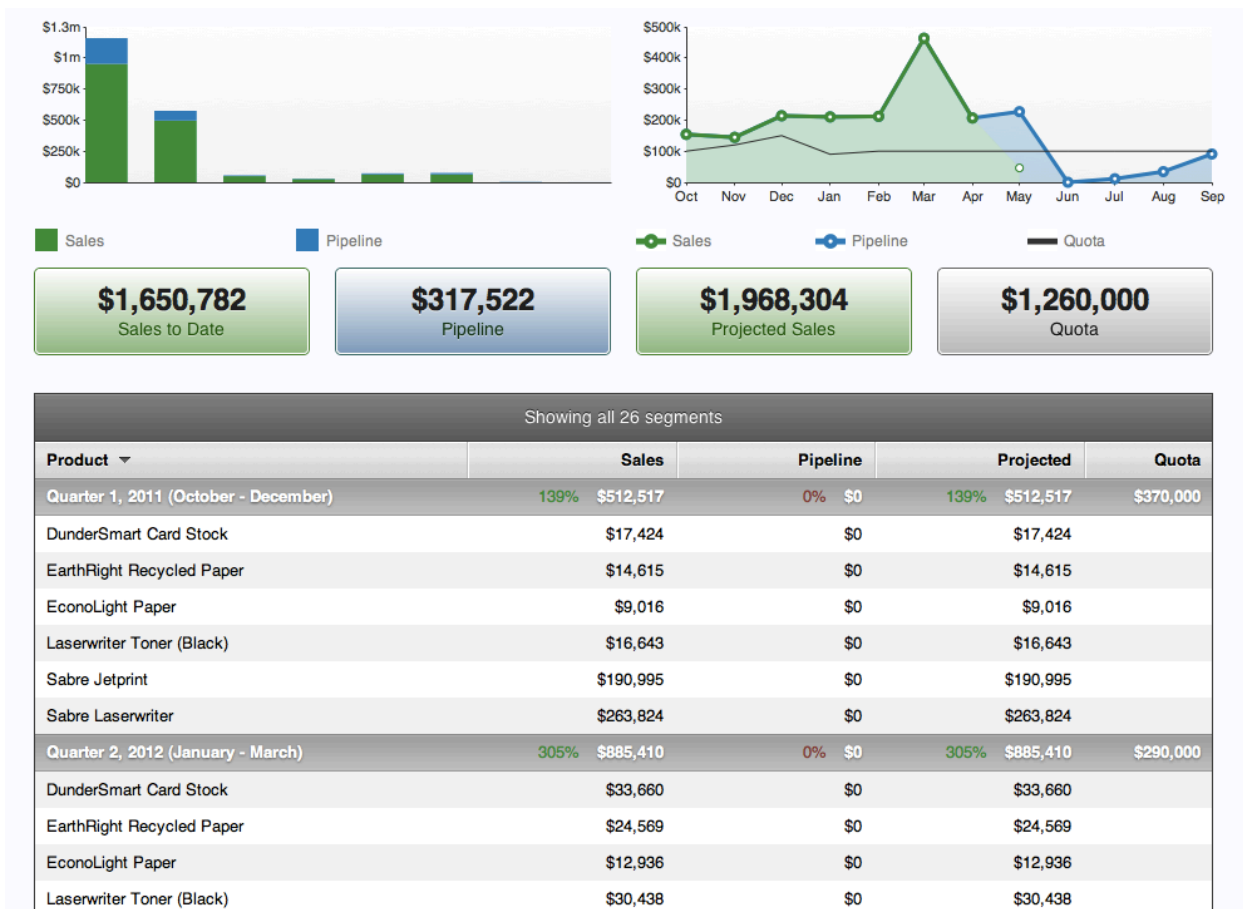 $1.3m
$1m
$750k
$500k
$250k
$0
$500k
$400k
$300k
$200k
$100k
$0
Oct Nov Dec Jan Feb Mar Apr May Jun Jul Aug Sep
Sales Pipeline
Sales Pipeline Quota
$1,650,782
Sales to Date
$317,522
Pipeline
$1,968,304
Projected Sales
$1,260,000
Quota
Showing all 26 segments
Product Sales Pipeline Projected Quota
Quarter 1, 2011 (October - December) 139% $512,517 0% $0 139% $512,517 $370,000
DunderSmart Card Stock $17,424 $0 $17,424
EarthRight Recycled Paper $14,615 $0 $14,615
EconoLight Paper $9,016 $0 $9,016
Laserwriter Toner (Black) $16,643 $0 $16,643
Sabre Jetprint $190,995 $0 $190,995
Sabre Laserwriter $263,824 $0 $263,824
Quarter 2, 2012 (January - March) 305% $885,410 0% $0 305% $885,410 $290,000
DunderSmart Card Stock $33,660 $0 $33,660
EarthRight Recycled Paper $24,569 $0 $24,569
EconoLight Paper $12,936 $0 $12,936
Laserwriter Toner (Black) $30,438 $0 $30,438